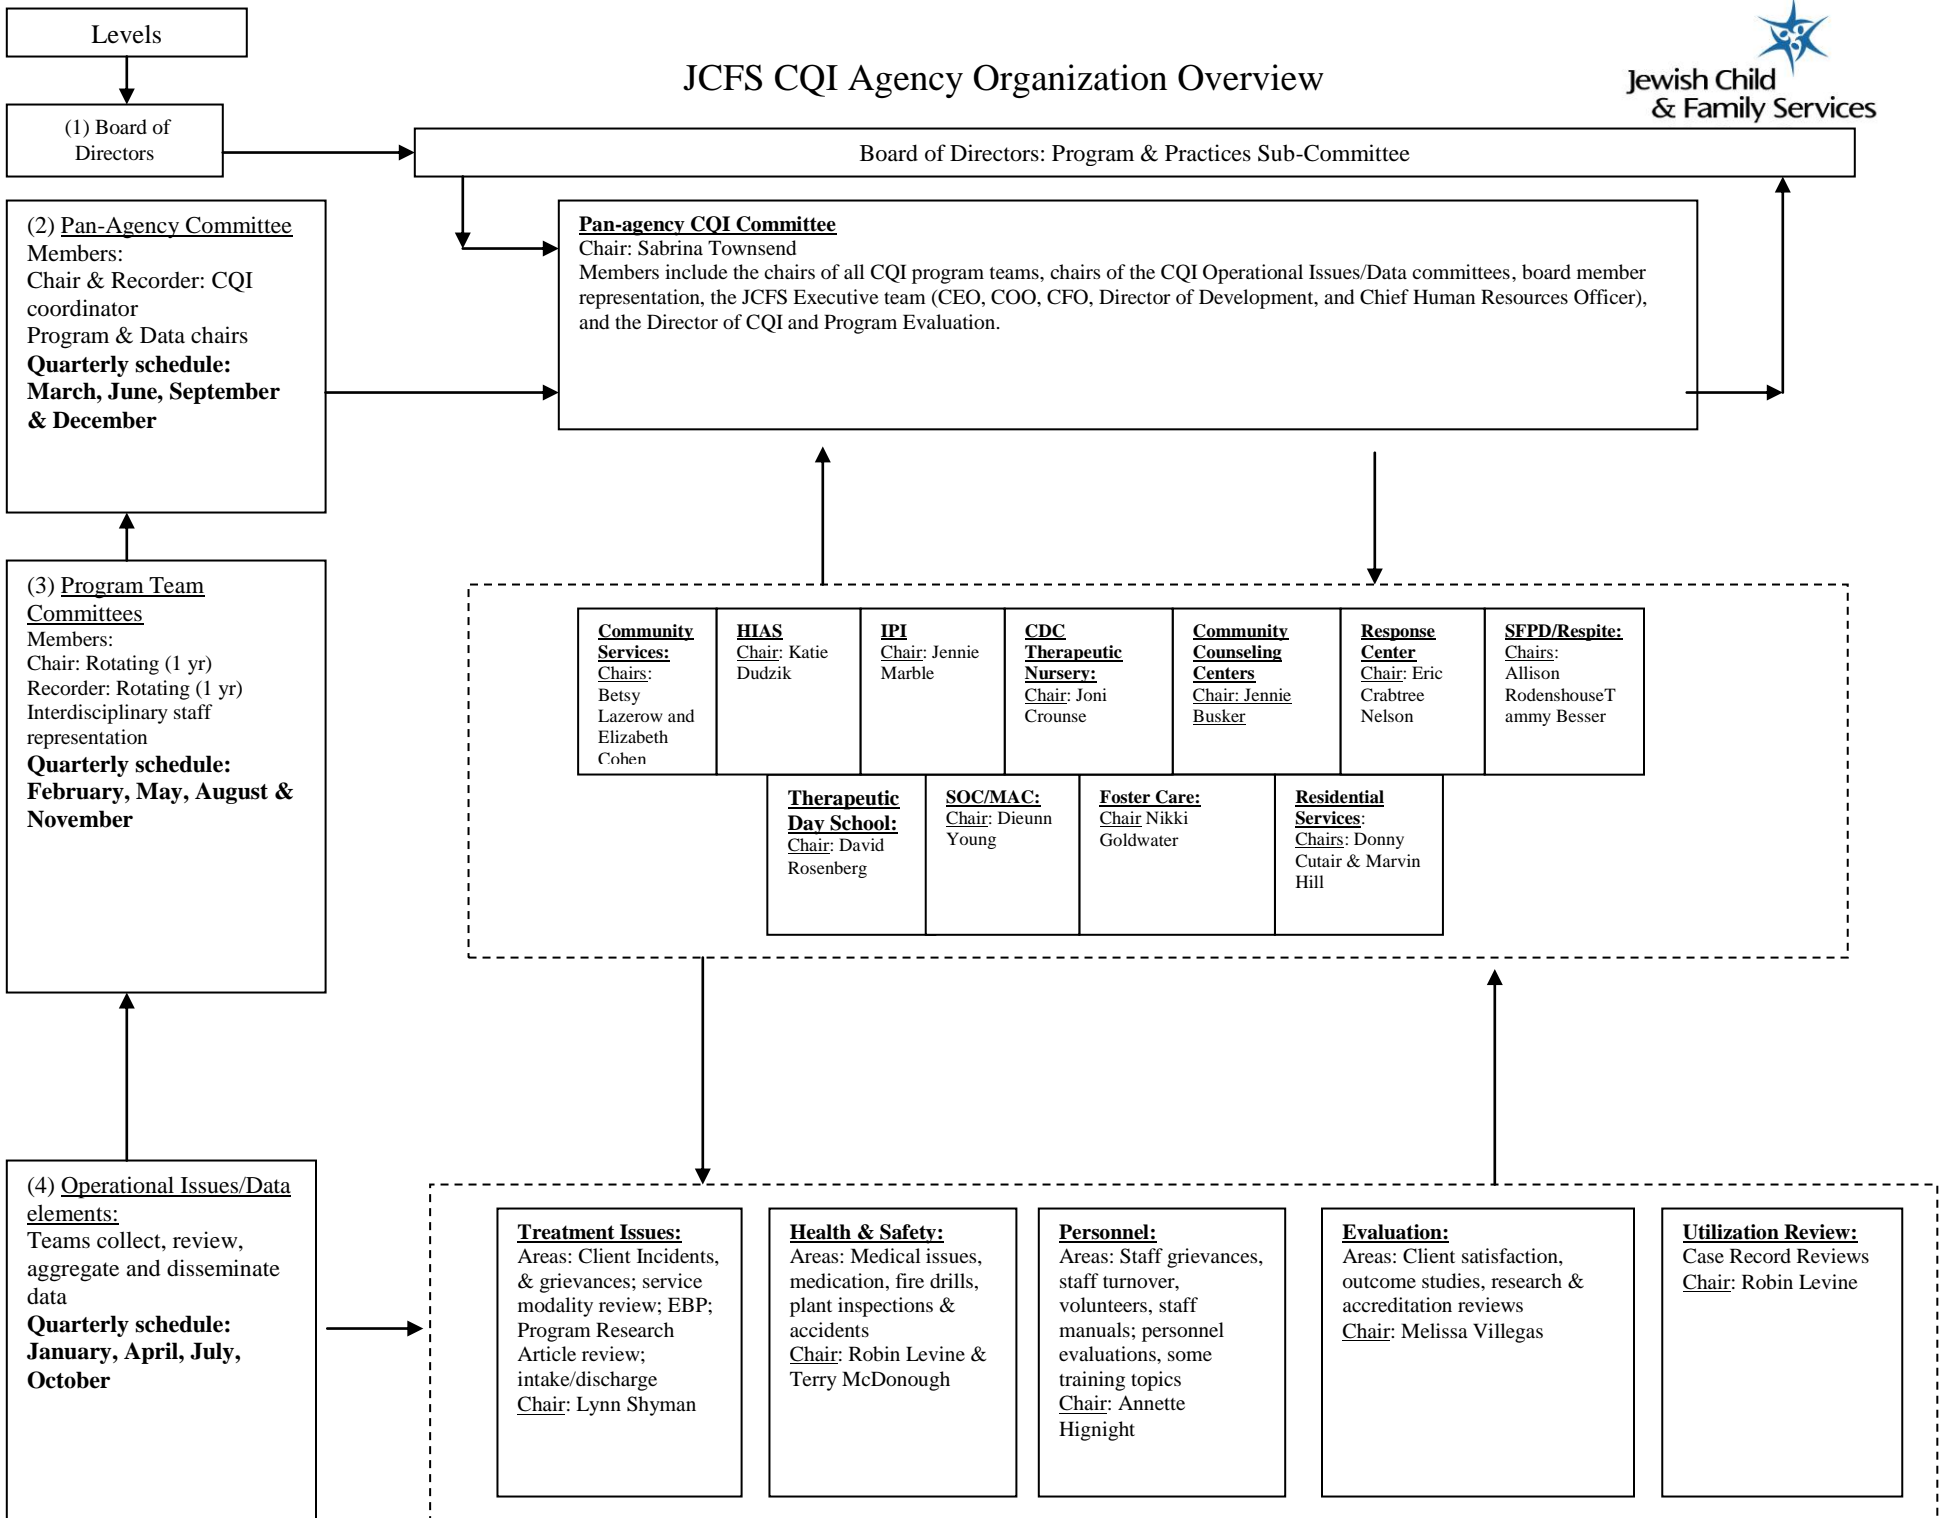 Levels
JCFS CQI Agency Organization Overview
Jewish Child
& Family Services
(1) Board of
Directors
Board of Directors: Program & Practices Sub-Committee
(2) Pan-Agency Committee
Members:
Chair & Recorder: CQI
coordinator
Program & Data chairs
Quarterly schedule:
March, June, September
& December
Pan-agency CQI Committee
Chair: Sabrina Townsend
Members include the chairs of all CQI program teams, chairs of the CQI Operational Issues/Data committees, board member
representation, the JCFS Executive team (CEO, COO, CFO, Director of Development, and Chief Human Resources Officer),
and the Director of CQI and Program Evaluation.
(3) Program Team
Committees
Members:
Chair: Rotating (1 yr)
Recorder: Rotating (1 yr)
Interdisciplinary staff
representation
Quarterly schedule:
February, May, August &
November
Community
Services:
Chairs:
Betsy
Lazerow and
Elizabeth
Cohen
HIAS
Chair: Katie
Dudzik
IPI
Chair: Jennie
Marble
CDC
Therapeutic
Nursery:
Chair: Joni
Crounse
Community
Counseling
Centers
Chair: Jennie
Busker
Response
Center
Chair: Eric
Crabtree
Nelson
SFPD/Respite:
Chairs:
Allison
RodenshouseT
ammy Besser
Therapeutic
Day School:
Chair: David
Rosenberg
SOC/MAC:
Chair: Dieunn
Young
Foster Care:
Chair Nikki
Goldwater
Residential
Services:
Chairs: Donny
Cutair & Marvin
Hill
(4) Operational Issues/Data
elements:
Teams collect, review,
aggregate and disseminate
data
Quarterly schedule:
January, April, July,
October
Treatment Issues:
Areas: Client Incidents,
& grievances; service
modality review; EBP;
Program Research
Article review;
intake/discharge
Chair: Lynn Shyman
Health & Safety:
Areas: Medical issues,
medication, fire drills,
plant inspections &
accidents
Chair: Robin Levine &
Terry McDonough
Personnel:
Areas: Staff grievances,
staff turnover,
volunteers, staff
manuals; personnel
evaluations, some
training topics
Chair: Annette
Hignight
Evaluation:
Areas: Client satisfaction,
outcome studies, research &
accreditation reviews
Chair: Melissa Villegas
Utilization Review:
Case Record Reviews
Chair: Robin Levine